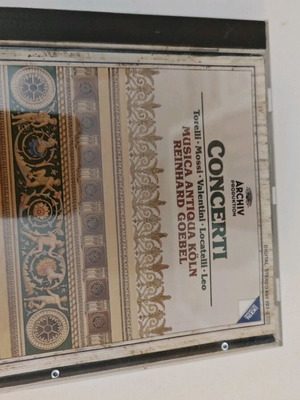 ARCHIV
PRODUKTION
CONCERTI
Torelli · Mossi · Valentini · Locatelli · Leo
MUSICA ANTIQUA KÖLN
REINHARD GOEBEL